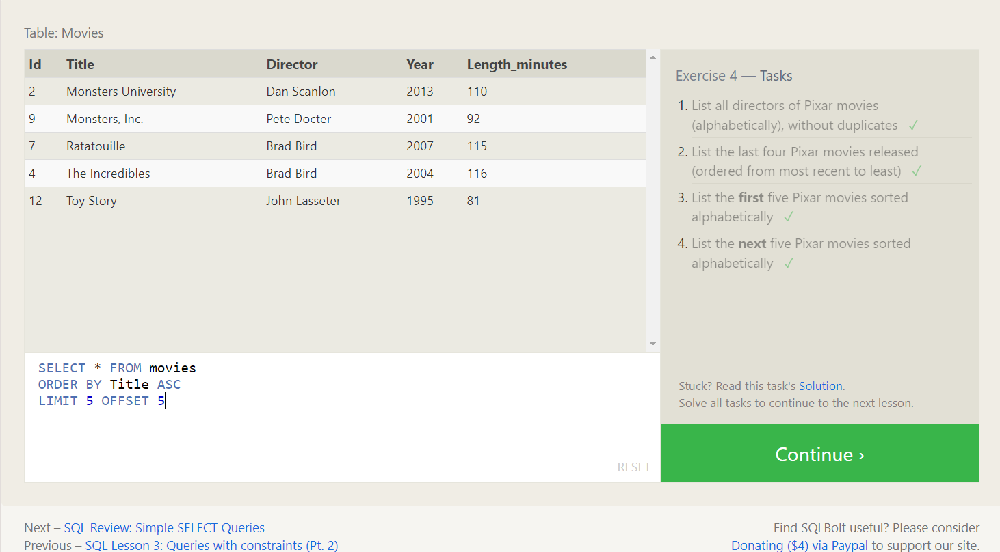 Table: Movies
Id Title Director Year Length_minutes
2 Monsters University Dan Scanlon 2013 110
9 Monsters, Inc. Pete Docter 2001 92
7 Ratatouille Brad Bird 2007 115
4 The Incredibles Brad Bird 2004 116
12 Toy Story John Lasseter 1995 81
SELECT * FROM movies
ORDER BY Title ASC
LIMIT 5 OFFSET 5
RESET
Exercise 4 — Tasks
1. List all directors of Pixar movies
(alphabetically), without duplicates ✓
2. List the last four Pixar movies released
(ordered from most recent to least) ✓
3. List the first five Pixar movies sorted
alphabetically ✓
4. List the next five Pixar movies sorted
alphabetically ✓
Stuck? Read this task's Solution.
Solve all tasks to continue to the next lesson.
Continue ›
Next – SQL Review: Simple SELECT Queries
Previous – SQL Lesson 3: Queries with constraints (Pt. 2)
Find SQLBolt useful? Please consider
Donating ($4) via Paypal to support our site.